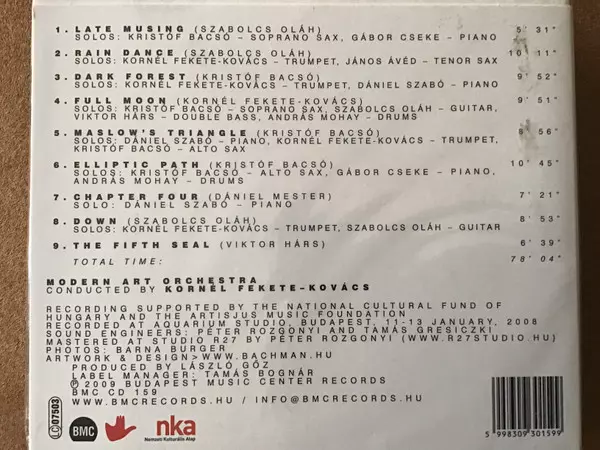 1. LATE MUSING (SZABOLCS OLÁH) 5' 31"
SOLOS: KRISTÓF BACSÓ – SOPRANO SAX, GÁBOR CSEKE – PIANO
2. RAIN DANCE (SZABOLCS OLÁH) 10' 11"
SOLOS: KORNÉL FEKETE-KOVÁCS – TRUMPET, JÁNOS ÁVÉD – TENOR SAX
3. DARK FOREST (KRISTÓF BACSÓ) 9' 52"
SOLOS: KORNÉL FEKETE-KOVÁCS – TRUMPET, DÁNIEL SZABÓ – PIANO
4. FULL MOON (KORNÉL FEKETE-KOVÁCS) 9' 51"
SOLOS: KRISTÓF BACSÓ – SOPRANO SAX, SZABOLCS OLÁH – GUITAR,
VIKTOR HÁRS – DOUBLE BASS, ANDRÁS MOHAY – DRUMS
5. MASLOW'S TRIANGLE (KRISTÓF BACSÓ) 8' 56"
SOLOS: DÁNIEL SZABÓ – PIANO, KORNÉL FEKETE-KOVÁCS – TRUMPET,
KRISTÓF BACSÓ – ALTO SAX
6. ELLIPTIC PATH (KRISTÓF BACSÓ) 10' 45"
SOLOS: KRISTÓF BACSÓ – ALTO SAX, GÁBOR CSEKE – PIANO,
ANDRÁS MOHAY – DRUMS
7. CHAPTER FOUR (DÁNIEL MESTER) 7' 21"
SOLO: DÁNIEL SZABÓ – PIANO
8. DOWN (SZABOLCS OLÁH) 8' 53"
SOLOS: KORNÉL FEKETE-KOVÁCS – TRUMPET, SZABOLCS OLÁH – GUITAR
9. THE FIFTH SEAL (VIKTOR HÁRS) 6' 39"
TOTAL TIME: 78' 04"
MODERN ART ORCHESTRA
CONDUCTED BY KORNÉL FEKETE-KOVÁCS
RECORDING SUPPORTED BY THE NATIONAL CULTURAL FUND OF
HUNGARY AND THE ARTISJUS MUSIC FOUNDATION
RECORDED AT AQUARIUM STUDIO, BUDAPEST, 11-13 JANUARY, 2008
SOUND ENGINEERS: PÉTER ROZGONYI AND TAMÁS GRESICZKI
MASTERED AT STUDIO R27 BY PÉTER ROZGONYI (WWW.R27STUDIO.HU)
PHOTOS: BARNA BURGER
ARTWORK & DESIGN>WWW.BACHMAN.HU
PRODUCED BY LÁSZLÓ GŐZ
LABEL MANAGER: TAMÁS BOGNÁR
℗ 2009 BUDAPEST MUSIC CENTER RECORDS
BMC CD 159
WWW.BMCRECORDS.HU / INFO@BMCRECORDS.HU
LC 07503
BMC
nka
Nemzeti Kulturális Alap
5 998309 301599